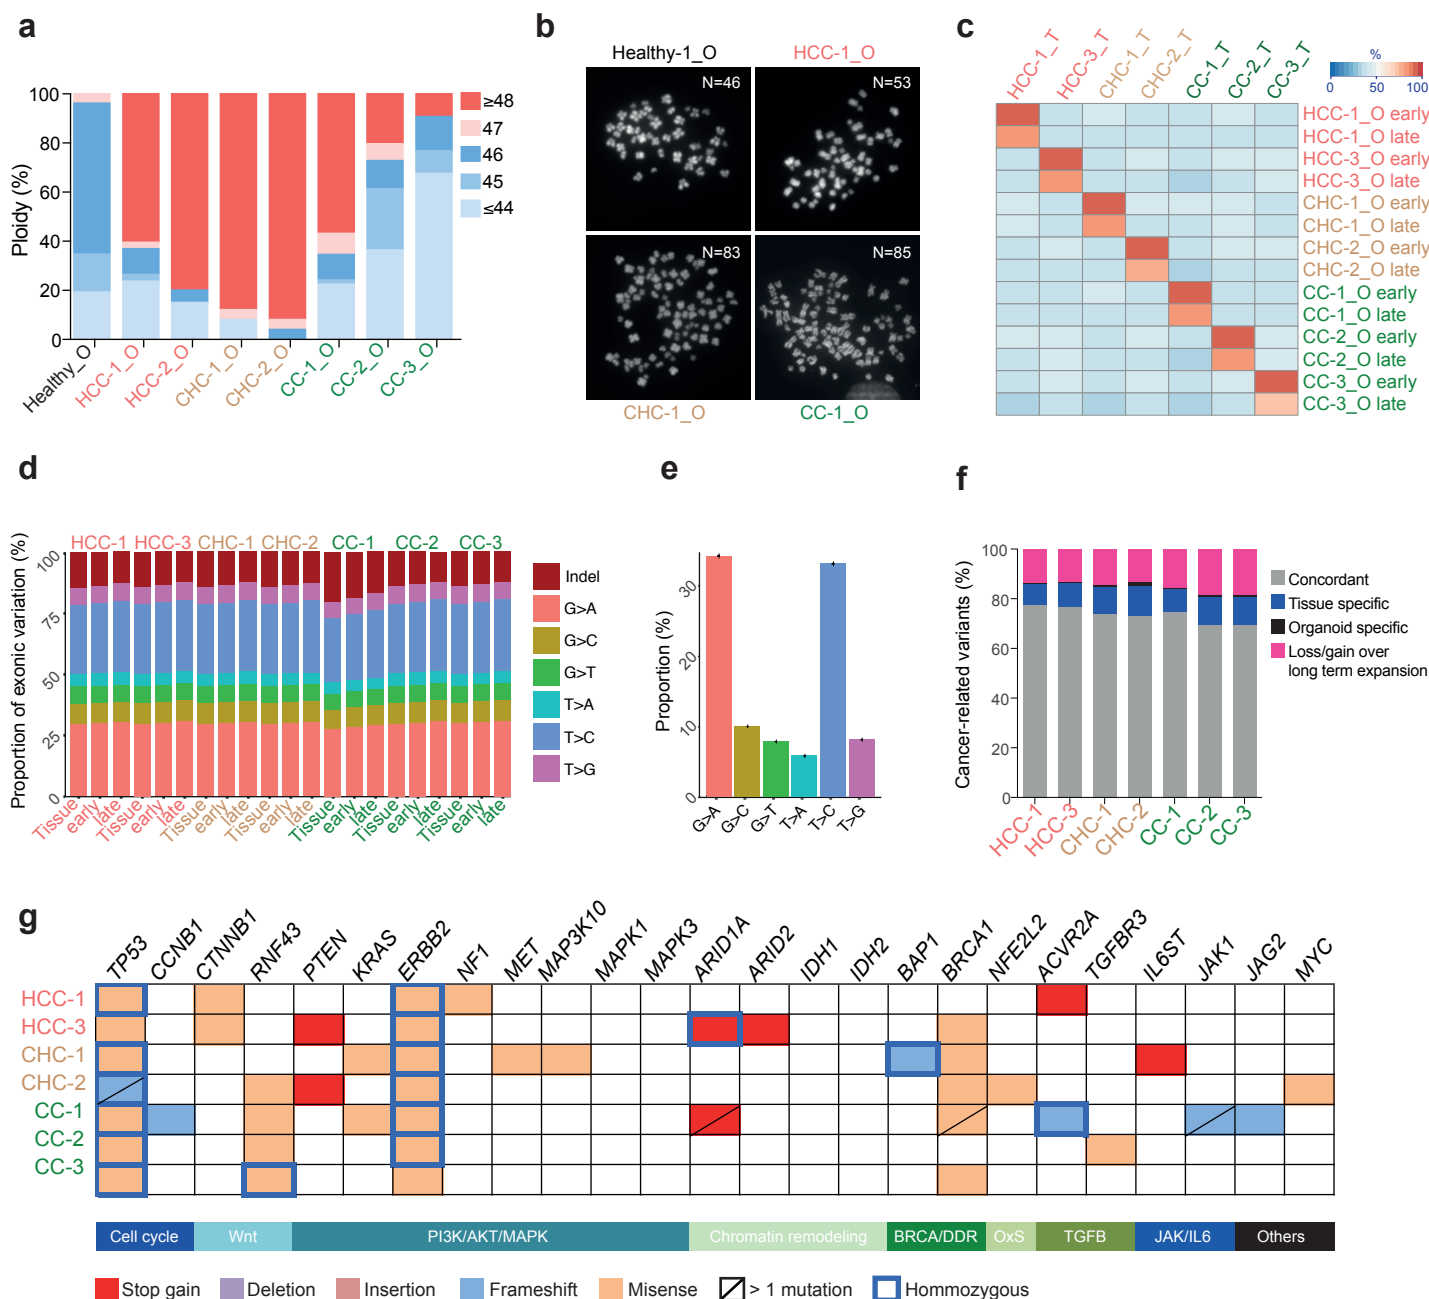 a
Ploidy (%)
100
80
60
40
20
0
≥48
47
46
45
≤44
Healthy_O
HCC-1_O
HCC-2_O
CHC-1_O
CHC-2_O
CC-1_O
CC-2_O
CC-3_O
b
Healthy-1_O
HCC-1_O
N=46
N=53
N=83
N=85
CHC-1_O
CC-1_O
c
HCC-1_T
HCC-3_T
CHC-1_T
CHC-2_T
CC-1_T
CC-2_T
CC-3_T
%
0 50 100
HCC-1_O early
HCC-1_O late
HCC-3_O early
HCC-3_O late
CHC-1_O early
CHC-1_O late
CHC-2_O early
CHC-2_O late
CC-1_O early
CC-1_O late
CC-2_O early
CC-2_O late
CC-3_O early
CC-3_O late
d
Proportion of exonic variation (%)
100
75
50
25
0
HCC-1 HCC-3 CHC-1 CHC-2 CC-1 CC-2 CC-3
Tissue early late Tissue early late Tissue early late Tissue early late Tissue early late Tissue early late Tissue early late
Indel
G>A
G>C
G>T
T>A
T>C
T>G
e
Proportion (%)
30
20
10
0
G>A
G>C
G>T
T>A
T>C
T>G
f
Cancer-related variants (%)
100
80
60
40
20
0
HCC-1
HCC-3
CHC-1
CHC-2
CC-1
CC-2
CC-3
Concordant
Tissue specific
Organoid specific
Loss/gain over
long term expansion
g
TP53 CCNB1 CTNNB1 RNF43 PTEN KRAS ERBB2 NF1 MET MAP3K10 MAPK1 MAPK3 ARID1A ARID2 IDH1 IDH2 BAP1 BRCA1 NFE2L2 ACVR2A TGFBR3 IL6ST JAK1 JAG2 MYC
HCC-1
HCC-3
CHC-1
CHC-2
CC-1
CC-2
CC-3
Cell cycle Wnt PI3K/AKT/MAPK Chromatin remodeling BRCA/DDR OxS TGFB JAK/IL6 Others
Stop gain Deletion Insertion Frameshift Misense > 1 mutation Hommozygous